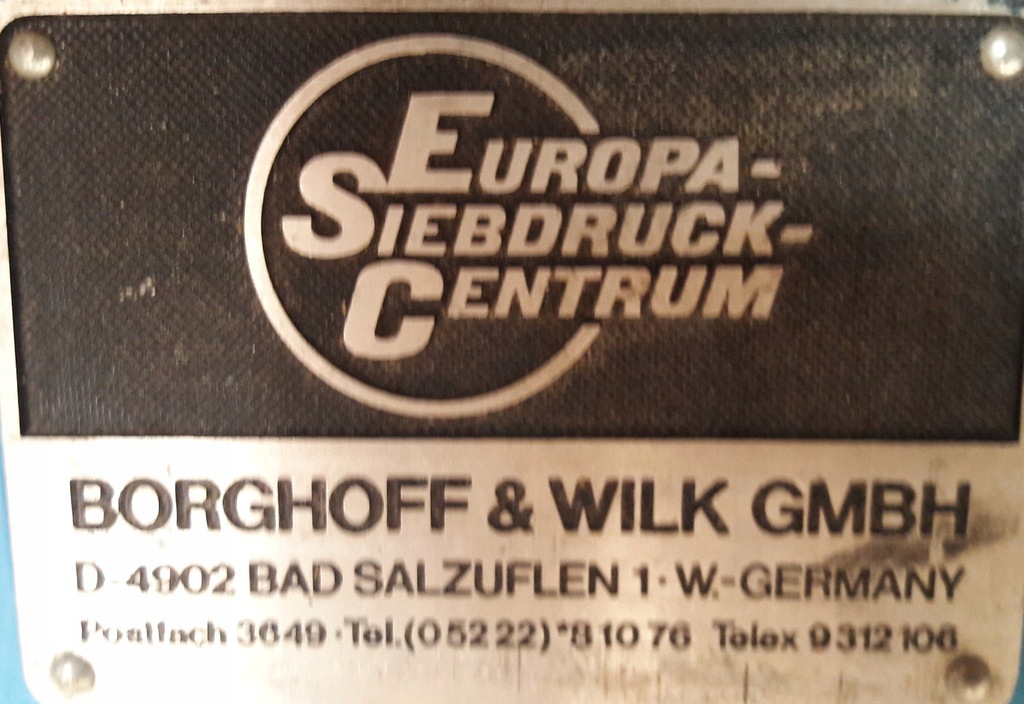 EUROPA-
SIEBDRUCK-
CENTRUM
BORGHOFF & WILK GMBH
D-4902 BAD SALZUFLEN 1 · W.-GERMANY
Postfach 3649 · Tel. (05222) *81076 Telex 9312106